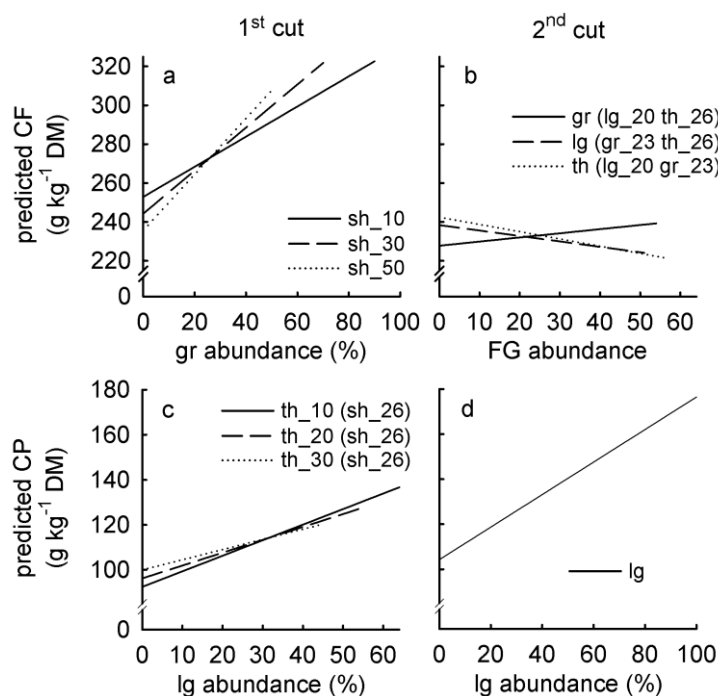 1st cut
2nd cut
predicted CF
(g kg-1 DM)
a
320
300
280
260
240
220
0
sh_10
sh_30
sh_50
0 20 40 60 80 100
gr abundance (%)
b
gr (lg_20 th_26)
lg (gr_23 th_26)
th (lg_20 gr_23)
0 20 40 60
FG abundance
predicted CP
(g kg-1 DM)
c
180
160
140
120
100
0
th_10 (sh_26)
th_20 (sh_26)
th_30 (sh_26)
0 10 20 30 40 50 60
lg abundance (%)
d
lg
0 20 40 60 80 100
lg abundance (%)